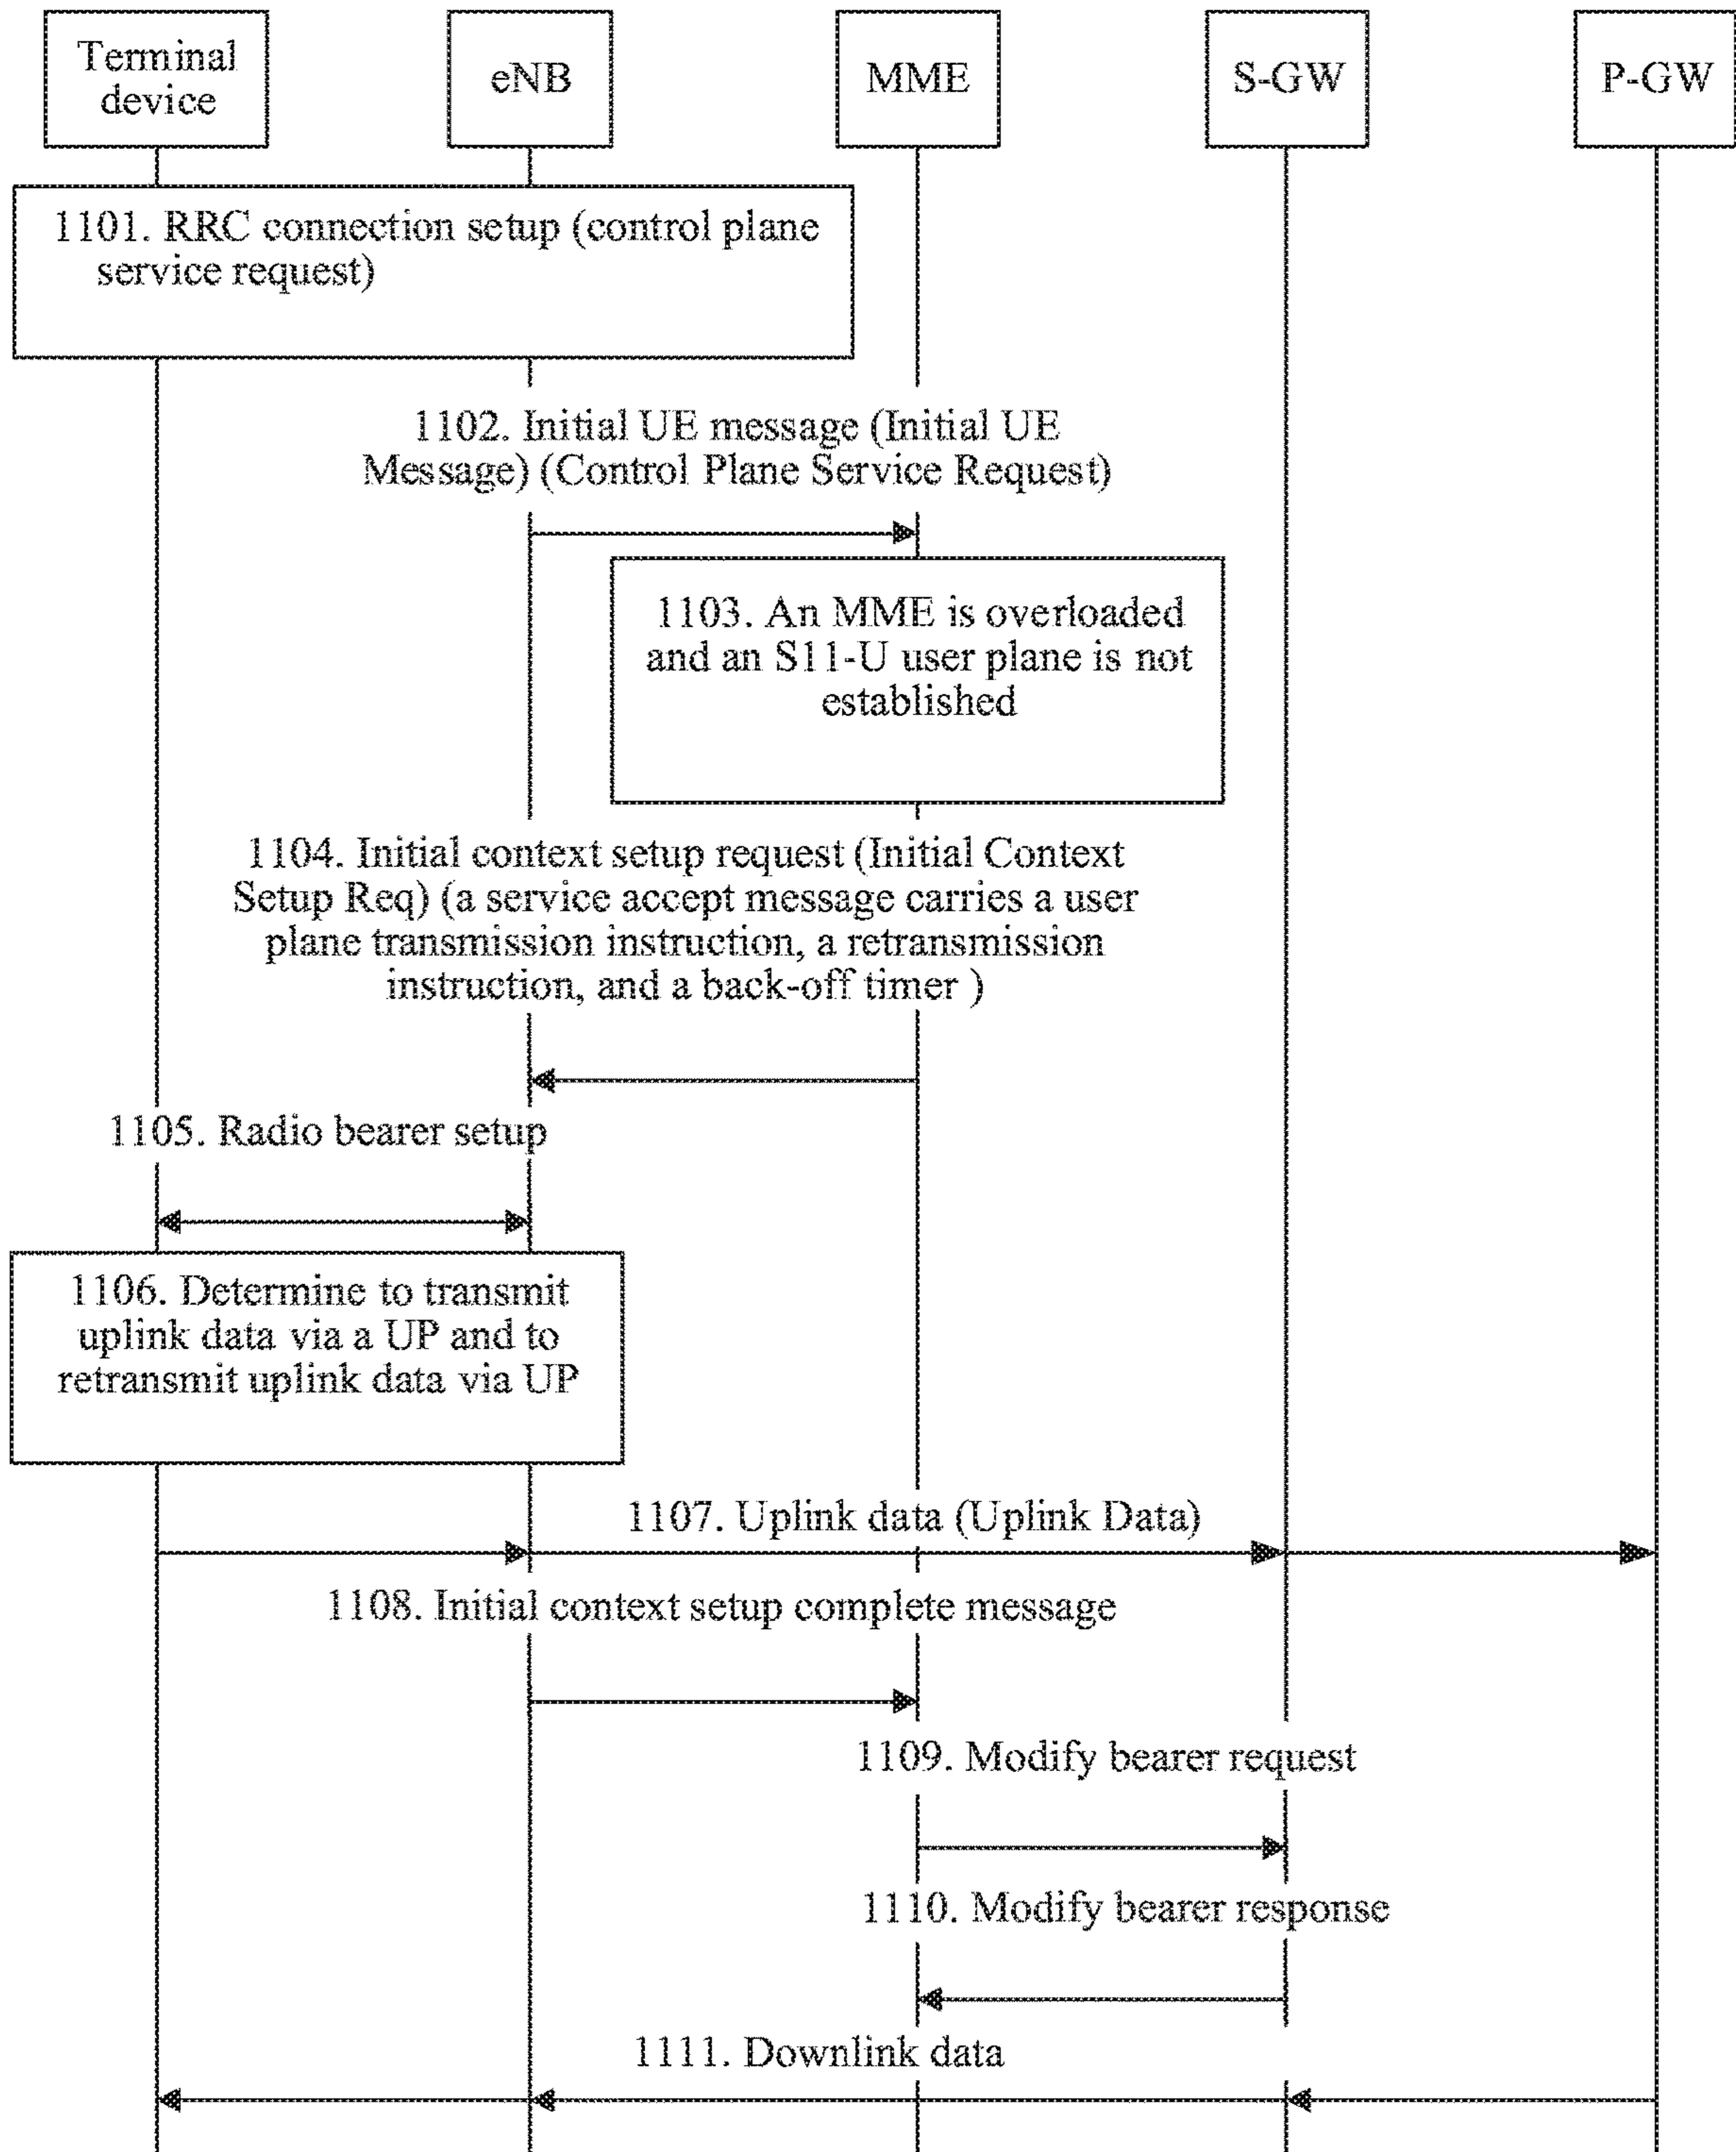 Terminal
device
eNB
MME
S-GW
P-GW
1101. RRC connection setup (control plane
service request)
1102. Initial UE message (Initial UE
Message) (Control Plane Service Request)
1103. An MME is overloaded
and an S11-U user plane is not
established
1104. Initial context setup request (Initial Context
Setup Req) (a service accept message carries a user
plane transmission instruction, a retransmission
instruction, and a back-off timer )
1105. Radio bearer setup
1106. Determine to transmit
uplink data via a UP and to
retransmit uplink data via UP
1107. Uplink data (Uplink Data)
1108. Initial context setup complete message
1109. Modify bearer request
1110. Modify bearer response
1111. Downlink data